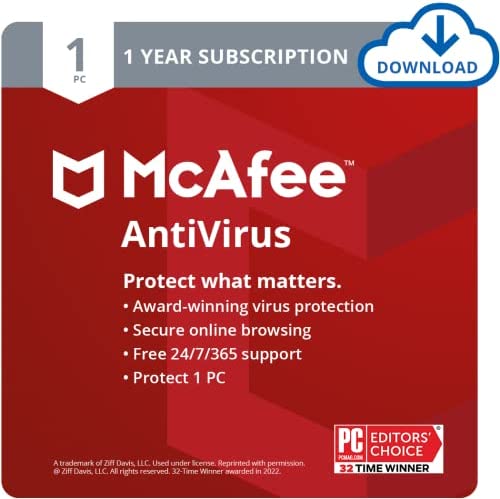 1
PC
1 YEAR SUBSCRIPTION
DOWNLOAD
McAfee™
AntiVirus
Protect what matters.
• Award-winning virus protection
• Secure online browsing
• Free 24/7/365 support
• Protect 1 PC
PC
PCMAG.COM
EDITORS'
CHOICE
®
32 TIME WINNER
A trademark of Ziff Davis, LLC. Used under license. Reprinted with permission.
@ Ziff Davis, LLC. All rights reserved. 32-Time Winner awarded in 2022.